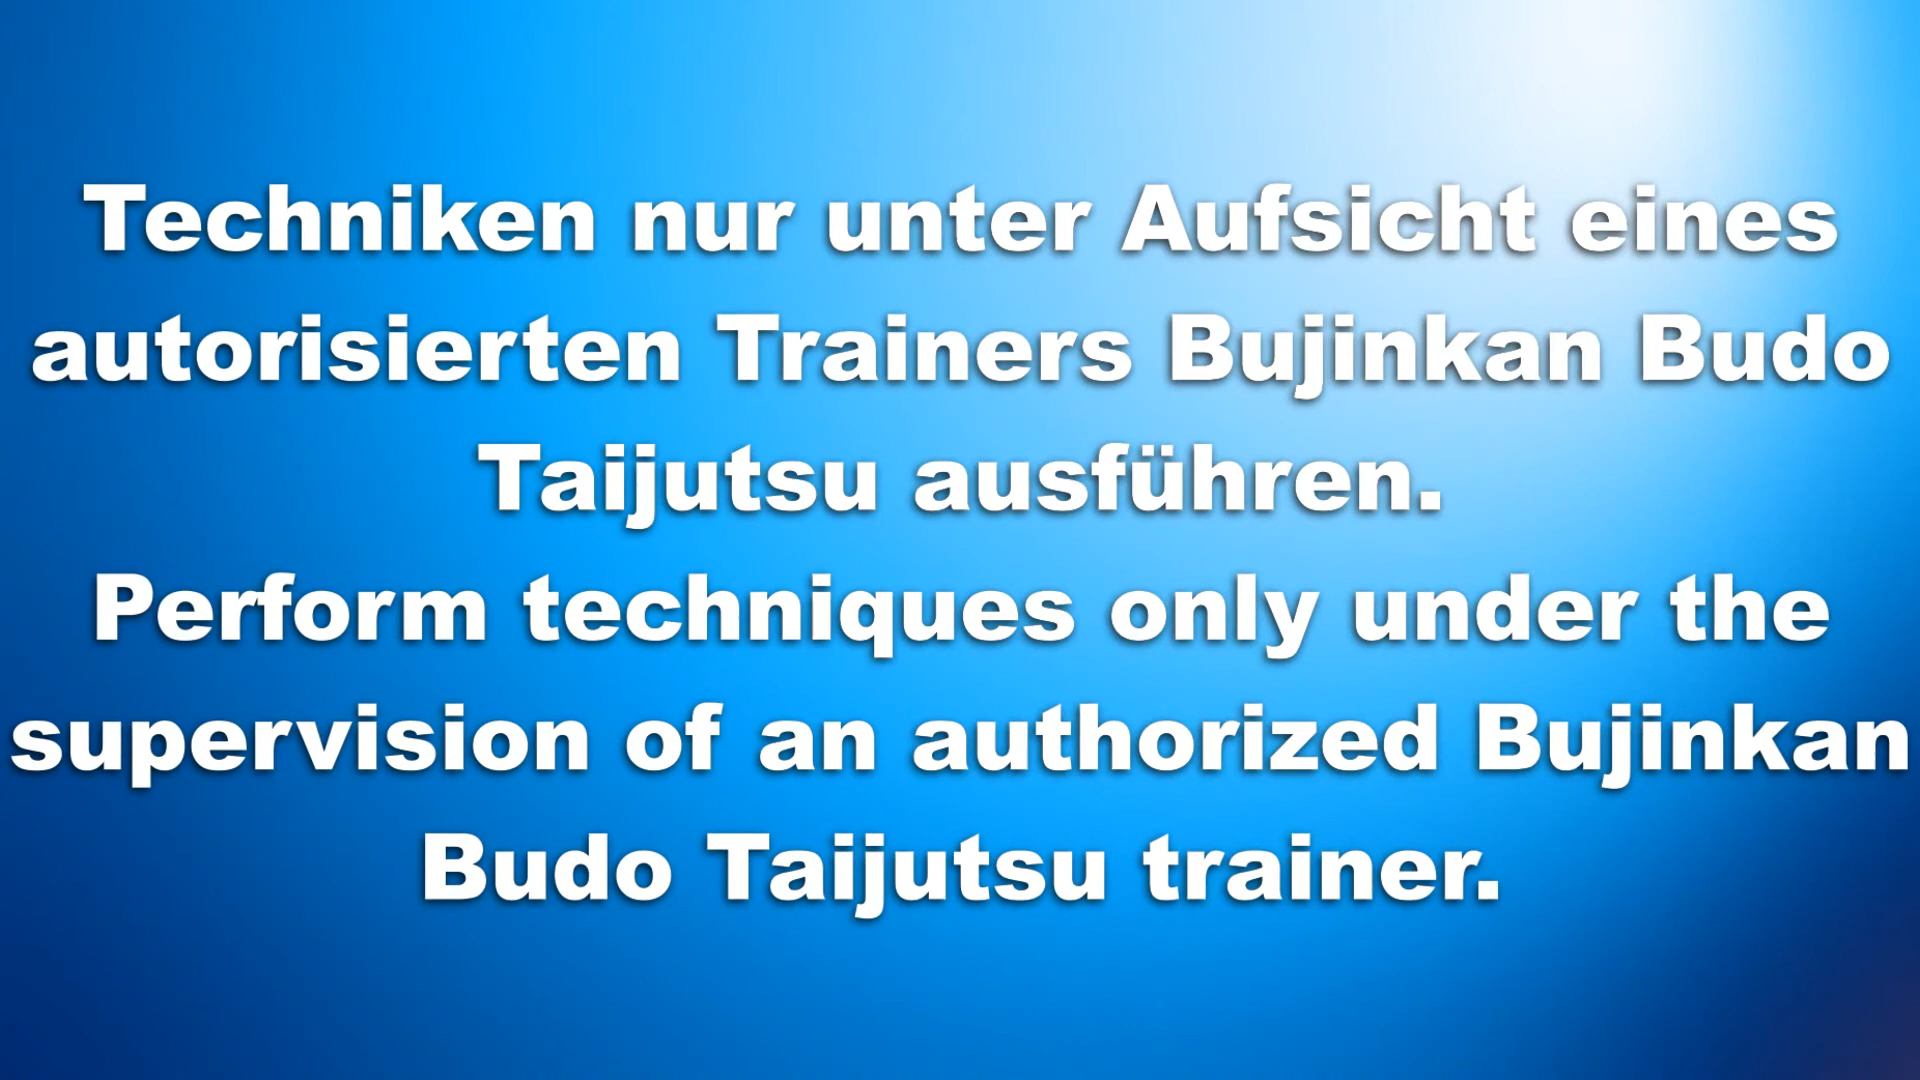 Techniken nur unter Aufsicht eines
autorisierten Trainers Bujinkan Budo
Taijutsu ausführen.
Perform techniques only under the
supervision of an authorized Bujinkan
Budo Taijutsu trainer.